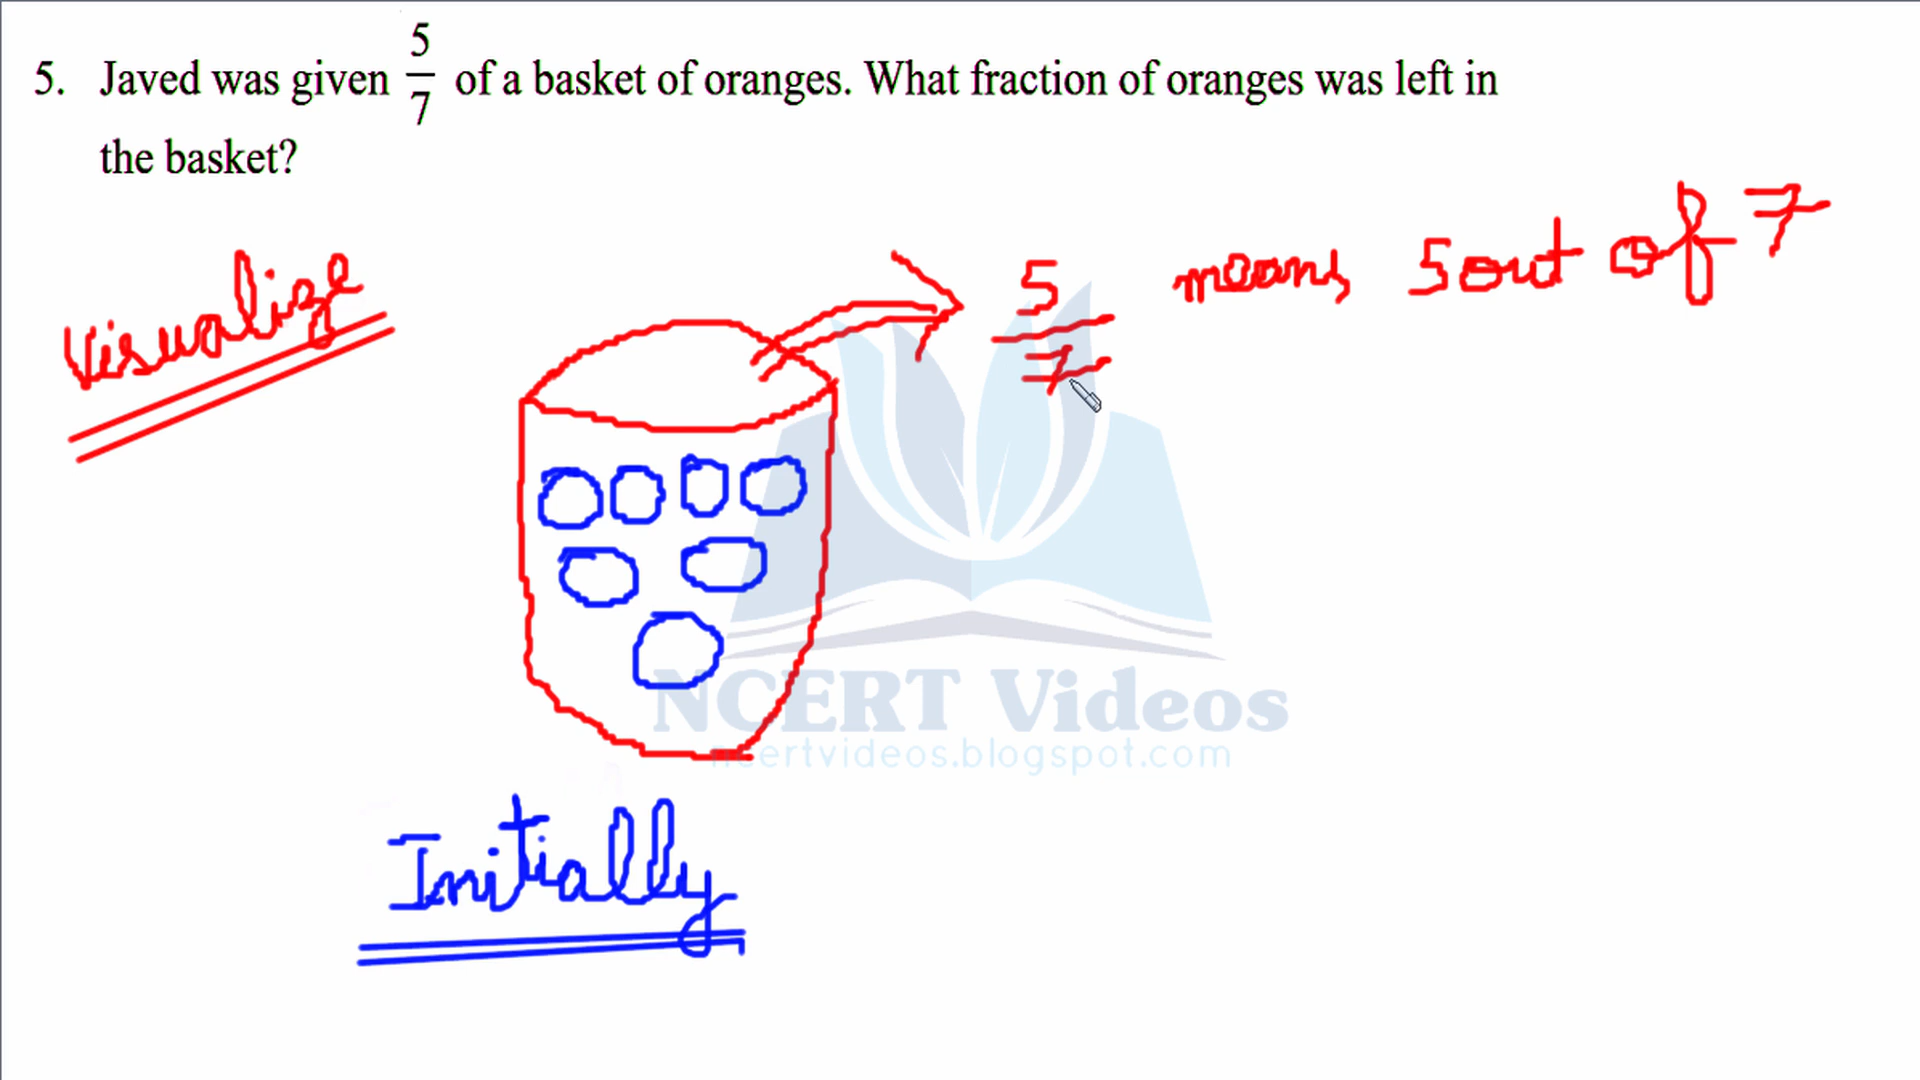 5. Javed was given 5/7 of a basket of oranges. What fraction of oranges was left in
the basket?
Visualize
5/7 means 5 out of 7
NCERT Videos
ncertvideos.blogspot.com
Initially